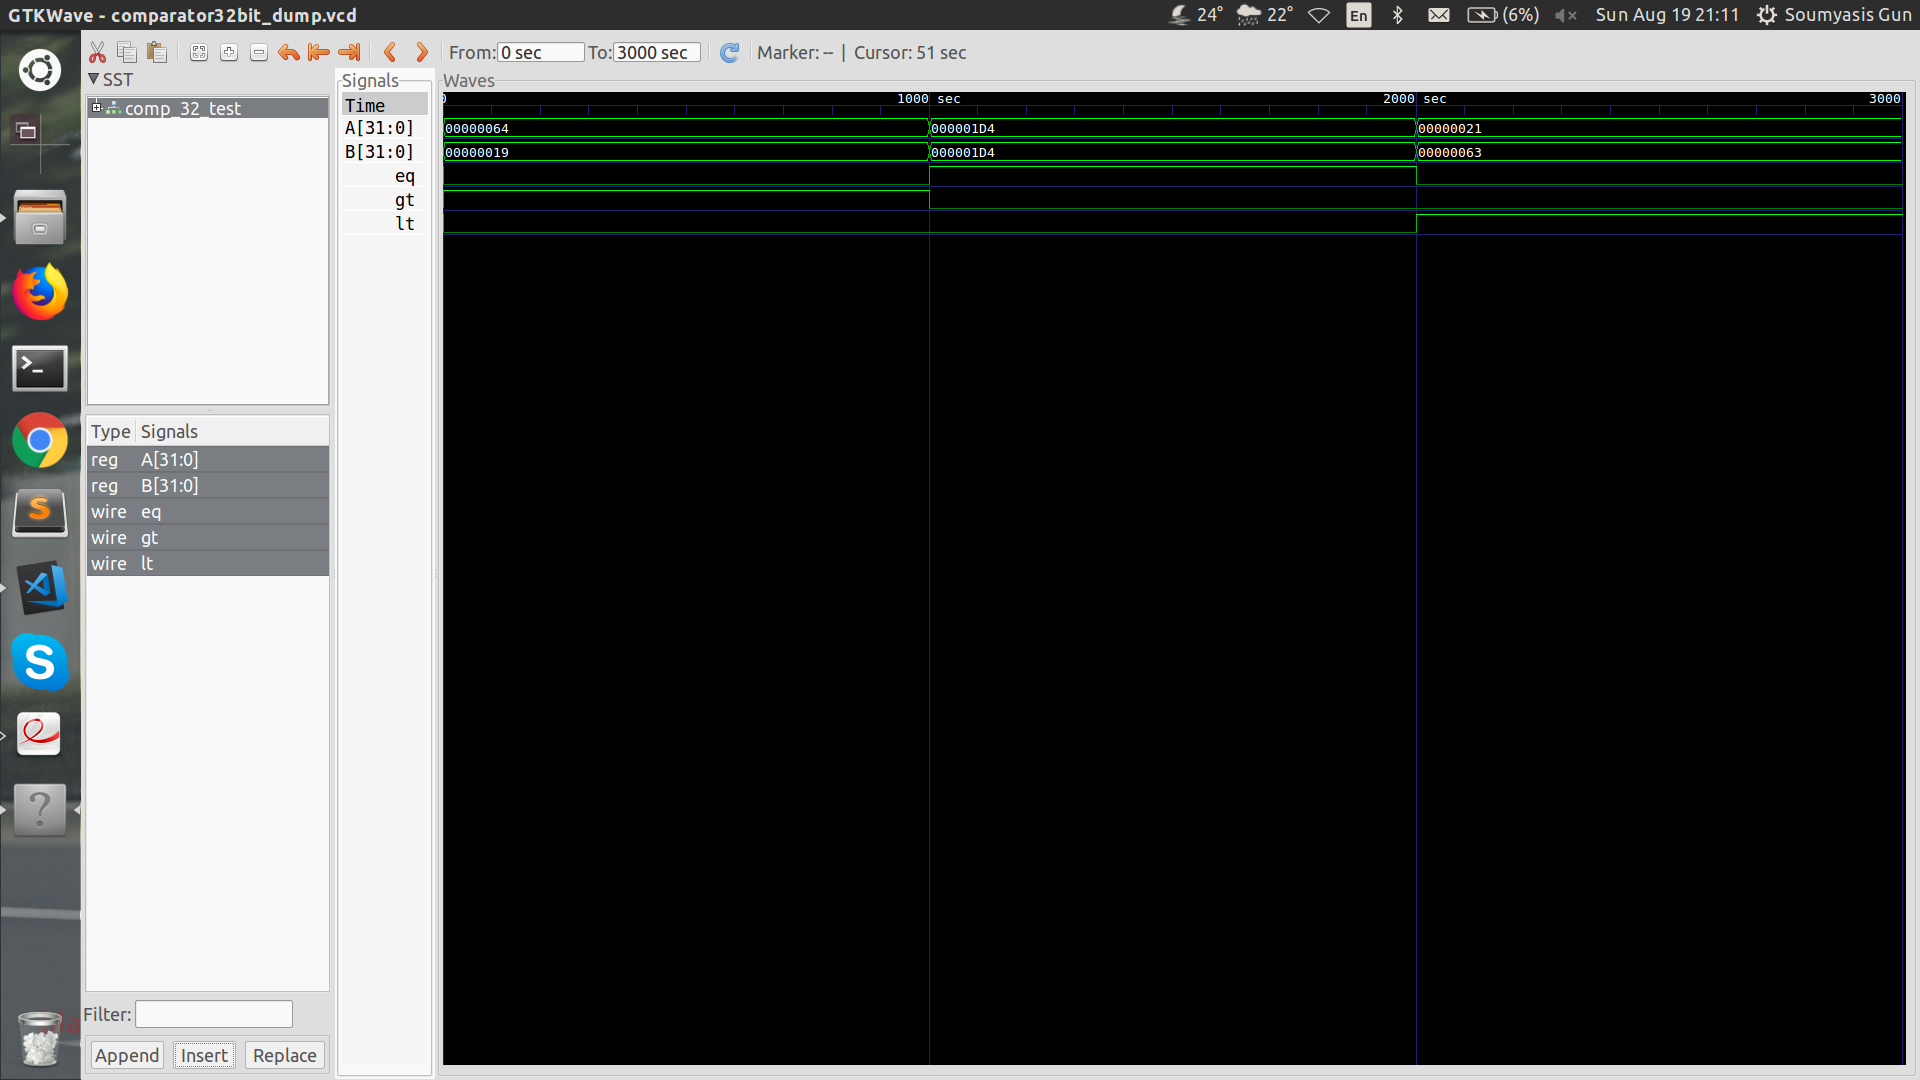 GTKWave - comparator32bit_dump.vcd
24° 22° En (6%) Sun Aug 19 21:11 Soumyasis Gun
From: 0 sec To: 3000 sec Marker: -- | Cursor: 51 sec
SST
comp_32_test
Type Signals
reg A[31:0]
reg B[31:0]
wire eq
wire gt
wire lt
Filter:
Append Insert Replace
Signals
Time
A[31:0]
B[31:0]
eq
gt
lt
Waves
0 1000 sec 2000 sec 3000
00000064 000001D4 00000021
00000019 000001D4 00000063